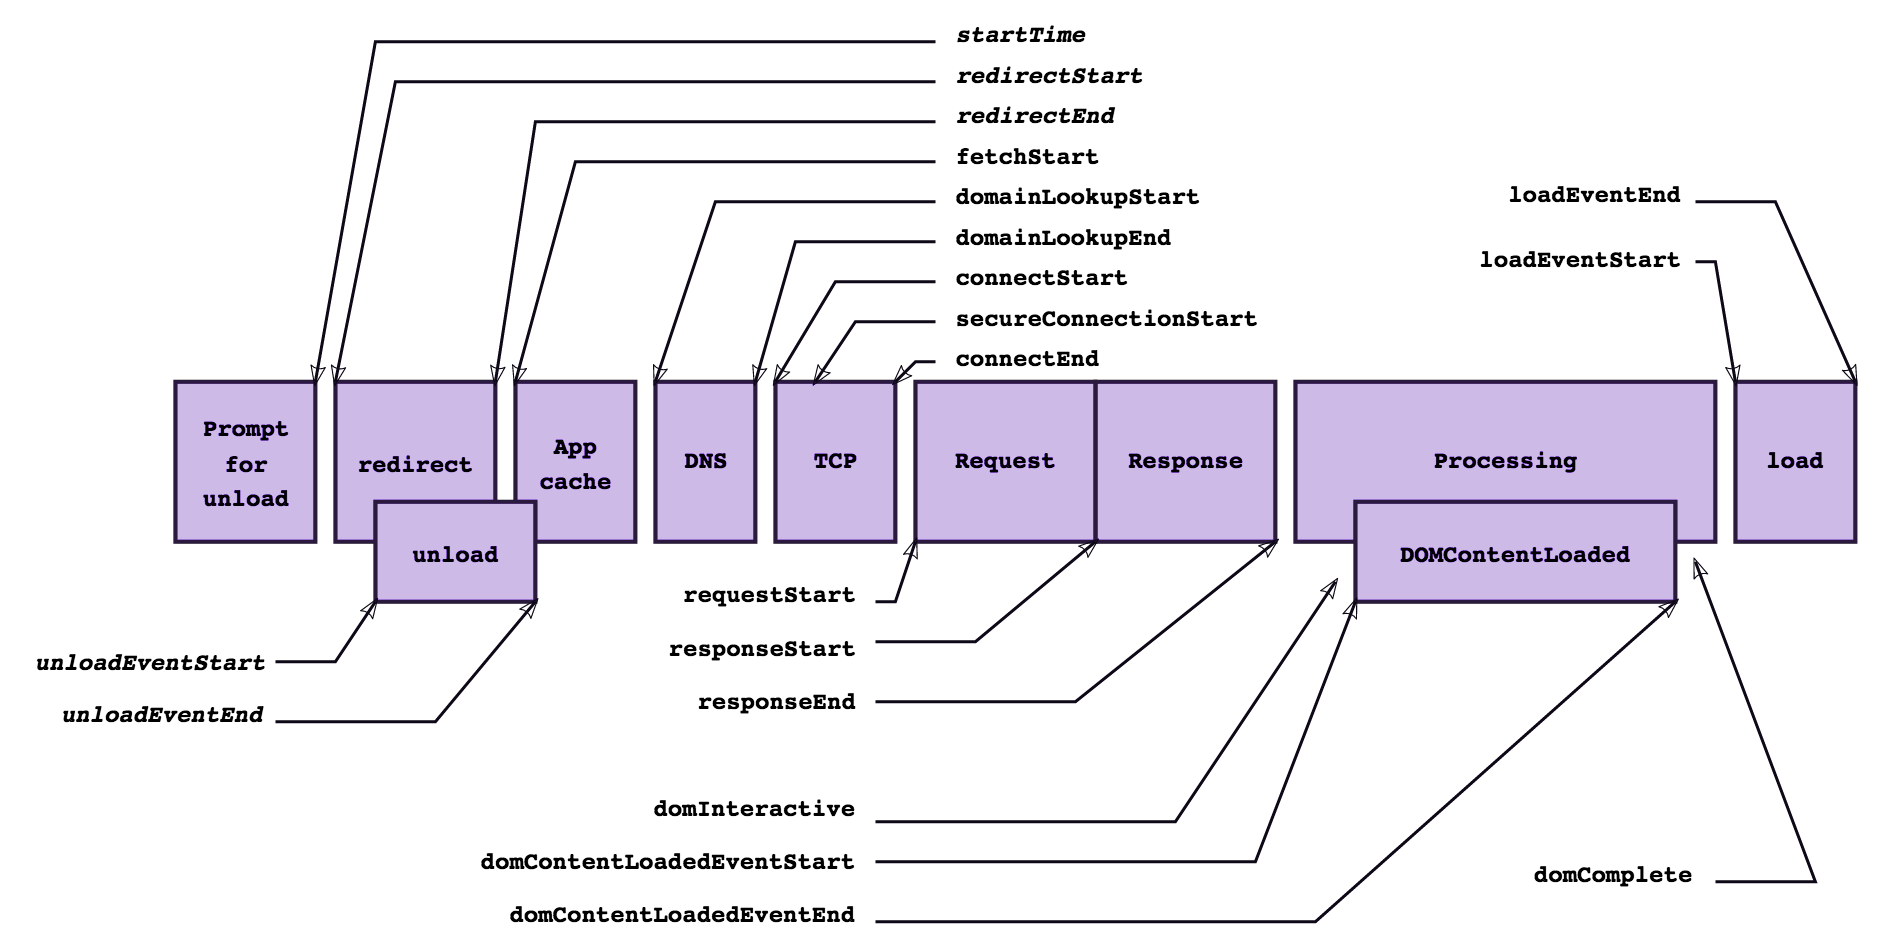 startTime
redirectStart
redirectEnd
fetchStart
domainLookupStart
domainLookupEnd
connectStart
secureConnectionStart
connectEnd
loadEventEnd
loadEventStart
Prompt
for
unload
redirect
App
cache
DNS
TCP
Request
Response
Processing
load
unload
DOMContentLoaded
unloadEventStart
unloadEventEnd
requestStart
responseStart
responseEnd
domInteractive
domContentLoadedEventStart
domContentLoadedEventEnd
domComplete